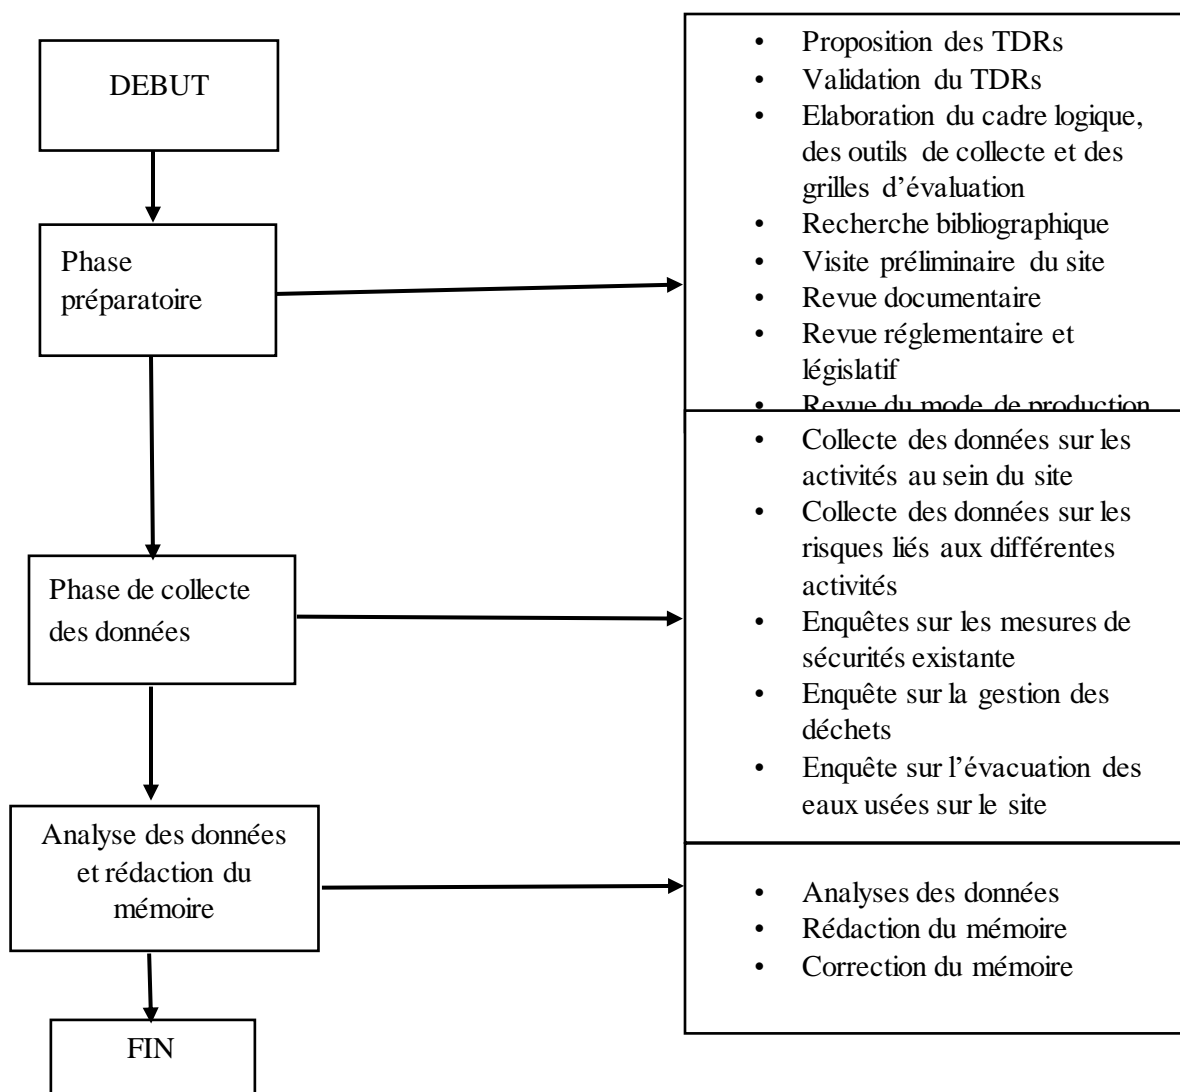 DEBUT
Phase
préparatoire
• Proposition des TDRs
• Validation du TDRs
• Elaboration du cadre logique,
des outils de collecte et des
grilles d’évaluation
• Recherche bibliographique
• Visite préliminaire du site
• Revue documentaire
• Revue réglementaire et
législatif
• Revue du mode de production
Phase de collecte
des données
• Collecte des données sur les
activités au sein du site
• Collecte des données sur les
risques liés aux différentes
activités
• Enquêtes sur les mesures de
sécurités existante
• Enquête sur la gestion des
déchets
• Enquête sur l’évacuation des
eaux usées sur le site
Analyse des données
et rédaction du
mémoire
• Analyses des données
• Rédaction du mémoire
• Correction du mémoire
FIN